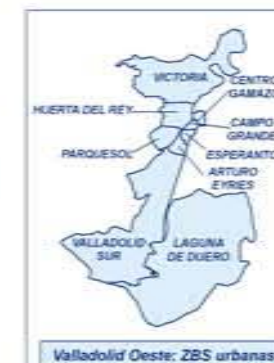 VICTORIA
CENTRO
GAMAZO
HUERTA DEL REY
CAMPO
GRANDE
PARQUESOL
ESPERANTO
ARTURO
EYRIES
VALLADOLID
SUR
LAGUNA
DE DUERO
Valladolid Oeste: ZBS urbanas